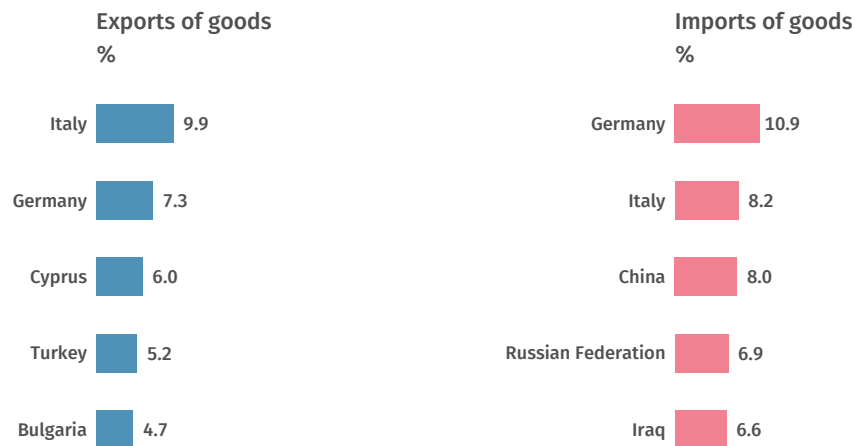 Exports of goods
%
Italy 9.9
Germany 7.3
Cyprus 6.0
Turkey 5.2
Bulgaria 4.7
Imports of goods
%
Germany 10.9
Italy 8.2
China 8.0
Russian Federation 6.9
Iraq 6.6